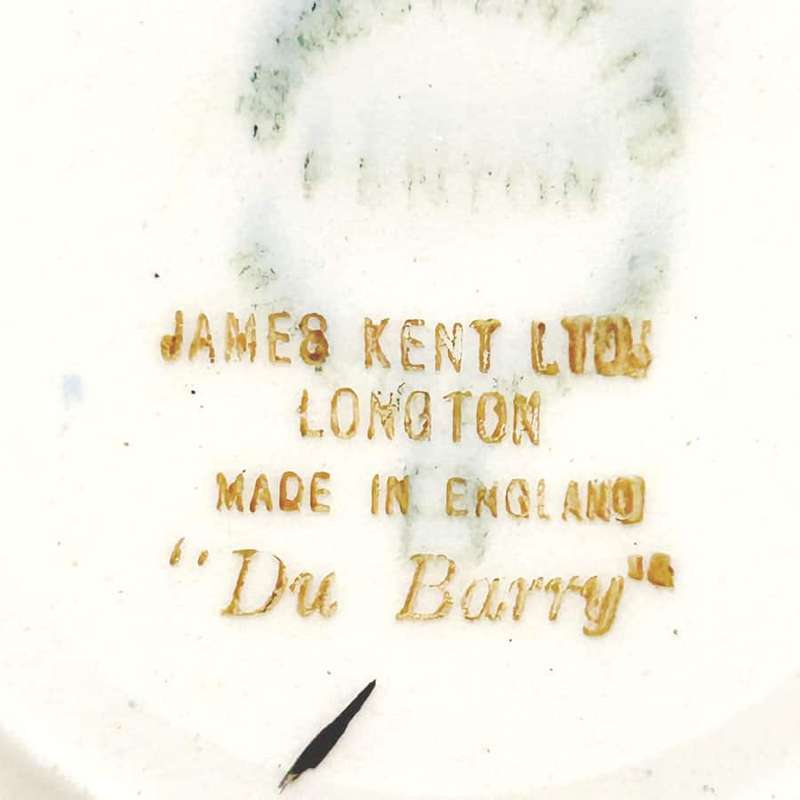 JAMES KENT LTD.
LONGTON
MADE IN ENGLAND
"Du Barry"